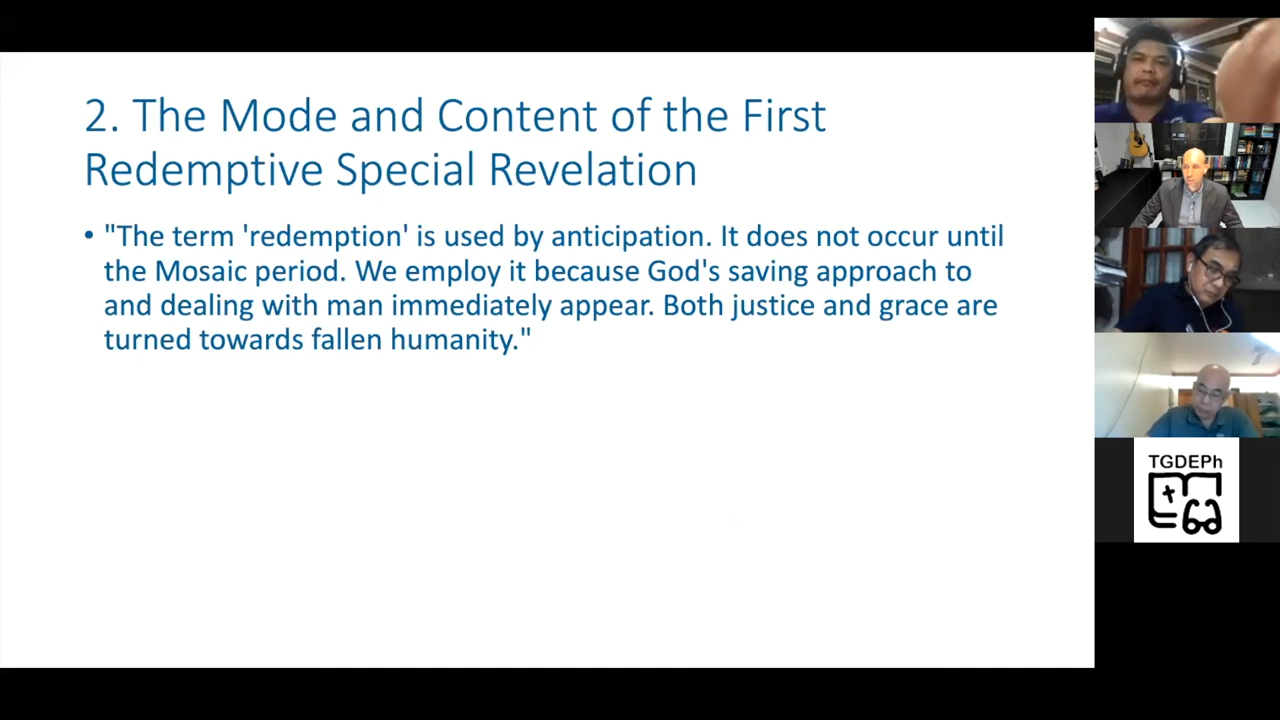 2. The Mode and Content of the First
Redemptive Special Revelation
• "The term 'redemption' is used by anticipation. It does not occur until
the Mosaic period. We employ it because God's saving approach to
and dealing with man immediately appear. Both justice and grace are
turned towards fallen humanity."
TGDEPh